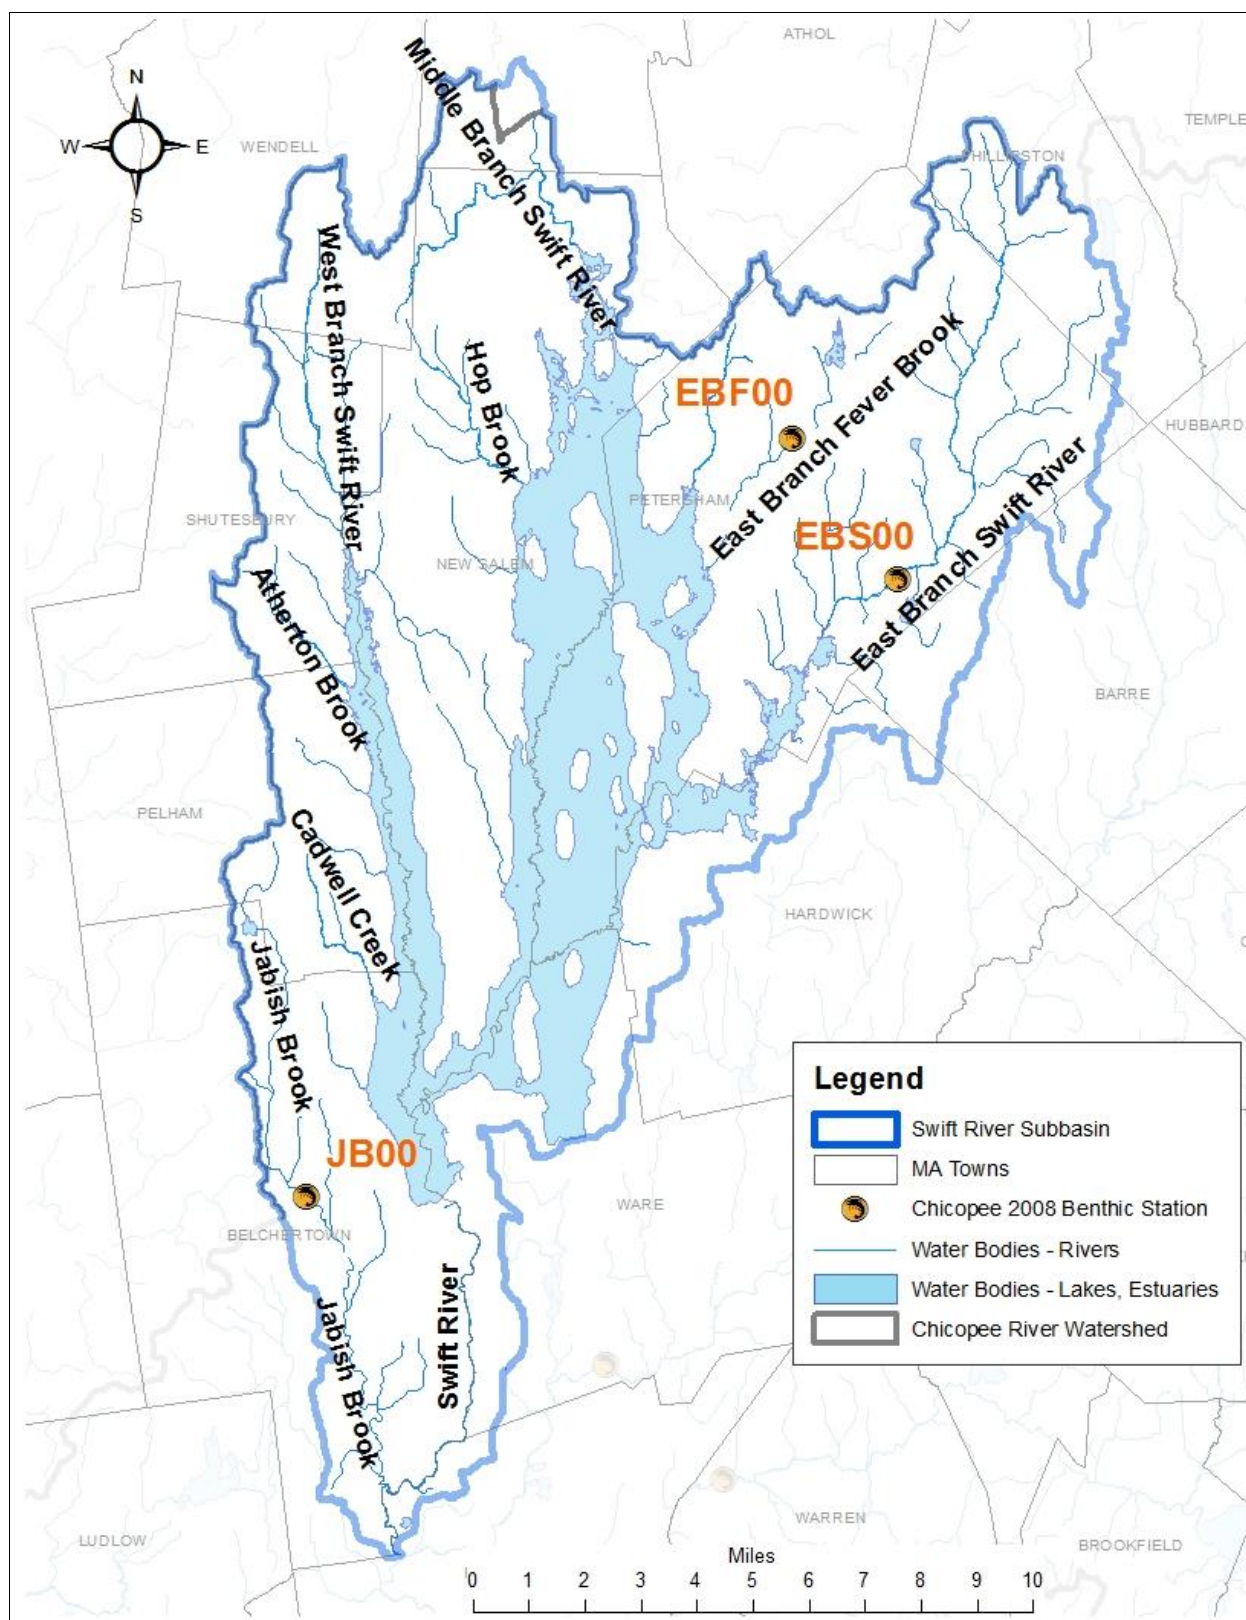 ATHOL
N
W
E
S
WENDELL
TEMPLE
PHILLIPSTON
Middle Branch Swift River
West Branch Swift River
Hop Brook
EBF00
East Branch Fever Brook
HUBBARD
PETERSHAM
SHUTESBURY
EBS00
East Branch Swift River
NEW SALEM
Atherton Brook
BARRE
PELHAM
Cadwell Creek
HARDWICK
Jabish Brook
Legend
Swift River Subbasin
MA Towns
Chicopee 2008 Benthic Station
Water Bodies - Rivers
Water Bodies - Lakes, Estuaries
Chicopee River Watershed
JB00
WARE
BELCHERTOWN
Swift River
Jabish Brook
WARREN
LUDLOW
BROOKFIELD
Miles
0 1 2 3 4 5 6 7 8 9 10